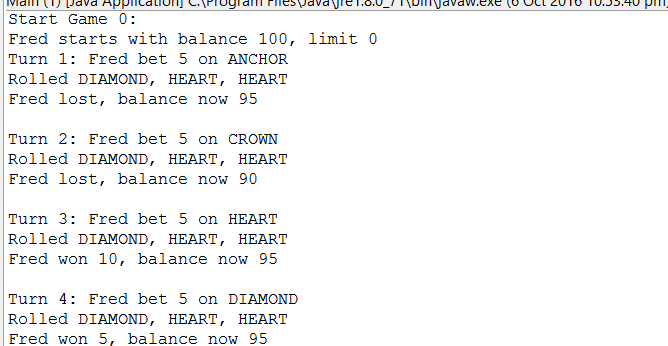 Main (1) [Java Application] C:\Program Files\Java\jre1.8.0_71\bin\javaw.exe (6 Oct 2016 10:53:40 pm)
Start Game 0:
Fred starts with balance 100, limit 0
Turn 1: Fred bet 5 on ANCHOR
Rolled DIAMOND, HEART, HEART
Fred lost, balance now 95
Turn 2: Fred bet 5 on CROWN
Rolled DIAMOND, HEART, HEART
Fred lost, balance now 90
Turn 3: Fred bet 5 on HEART
Rolled DIAMOND, HEART, HEART
Fred won 10, balance now 95
Turn 4: Fred bet 5 on DIAMOND
Rolled DIAMOND, HEART, HEART
Fred won 5, balance now 95